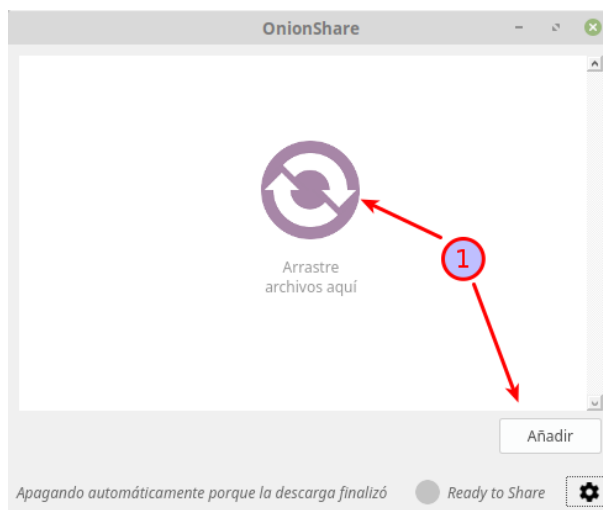 OnionShare
1
Arrastre
archivos aquí
Añadir
Apagando automáticamente porque la descarga finalizó
Ready to Share